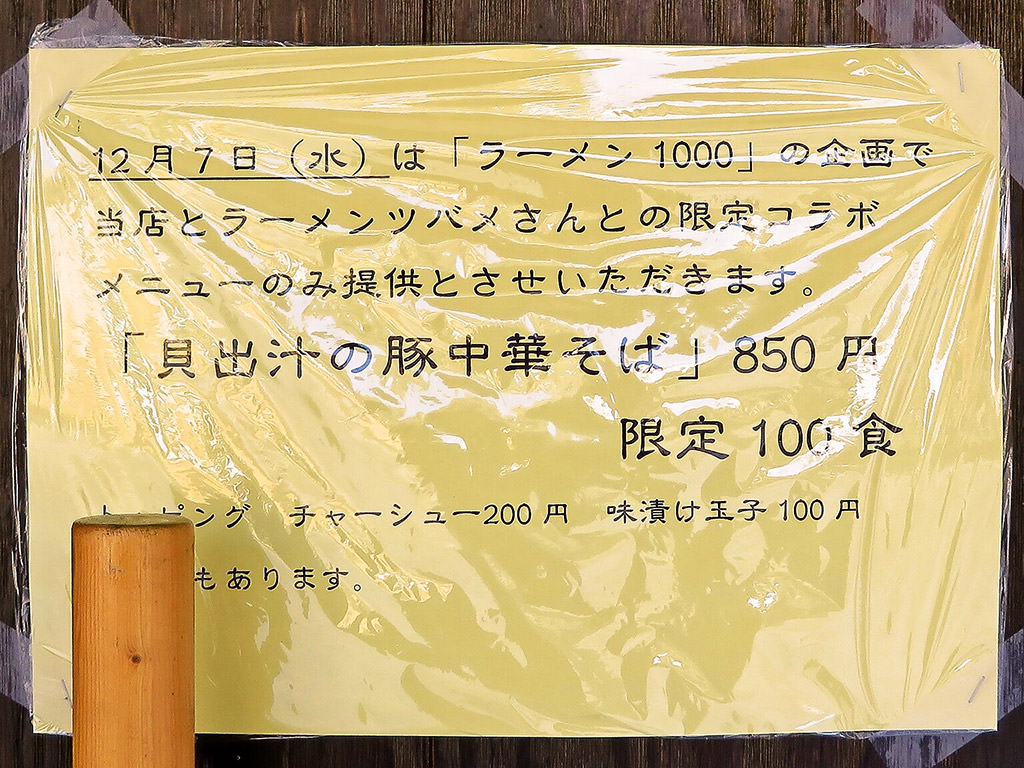 12月7日（水）は「ラーメン1000」の企画で
当店とラーメンツバメさんとの限定コラボ
メニューのみ提供とさせいただきます。
「貝出汁の豚中華そば」850円
限定100食
トッピング　チャーシュー200円　味漬け玉子100円
もあります。